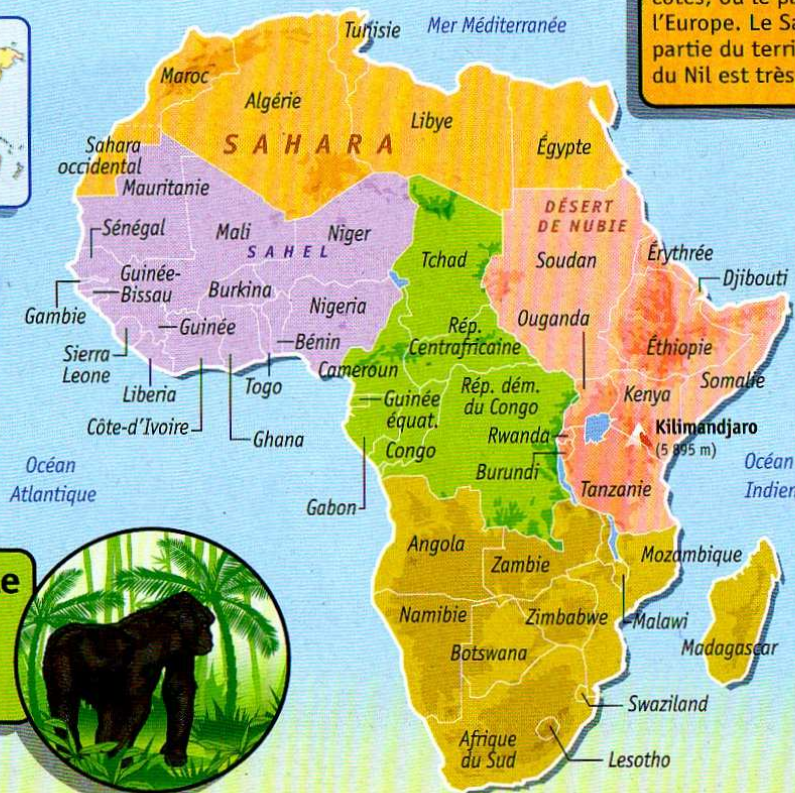 côtes, où le
l'Europe. Le
partie du
du Nil est très
Tunisie
Mer Méditerranée
Maroc
Algérie
Libye
SAHARA
Égypte
Sahara
occidental
Mauritanie
DÉSERT
DE NUBIE
Sénégal
Mali
Niger
SAHEL
Tchad
Soudan
Érythrée
Djibouti
Guinée-
Bissau
Burkina
Nigeria
Gambie
Guinée
Bénin
Rép.
Centrafricaine
Ouganda
Éthiopie
Sierra
Leone
Liberia
Togo
Cameroun
Somalie
Kenya
Côte-d'Ivoire
Ghana
Guinée
équat.
Rép. dém.
du Congo
Rwanda
Kilimandjaro
(5 895 m)
Congo
Burundi
Océan
Atlantique
Océan
Indien
Gabon
Tanzanie
Angola
Zambie
Mozambique
Namibie
Zimbabwe
Malawi
Botswana
Madagascar
Swaziland
Afrique
du Sud
Lesotho